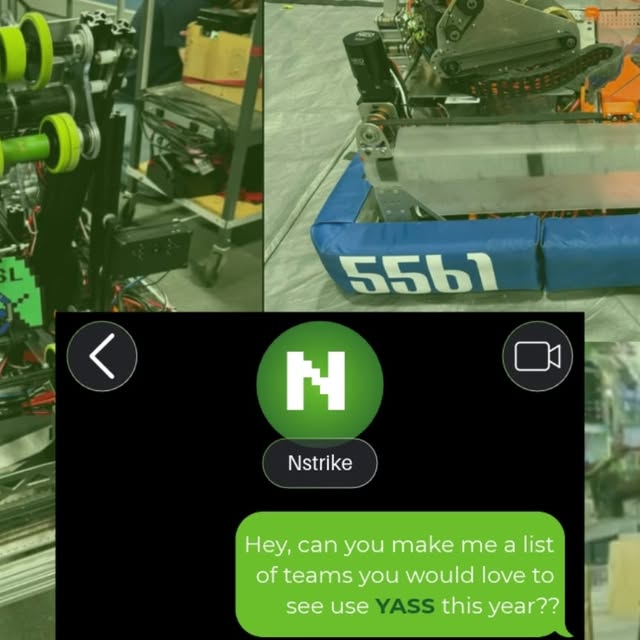 5561
SL
N
Nstrike
Hey, can you make me a list
of teams you would love to
see use YASS this year??